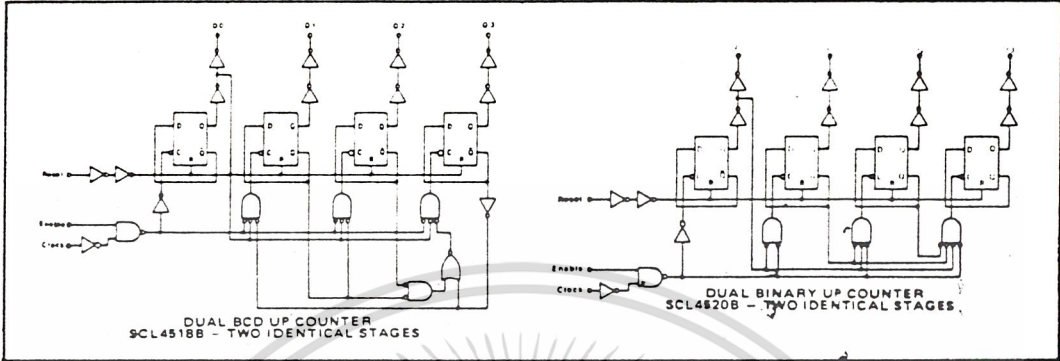 Q0 Q1 Q2 Q3
D D D D
C Q C Q C Q C Q
R R R R
Reset
Enable
Clock
DUAL BCD UP COUNTER
SCL4518B — TWO IDENTICAL STAGES
D D D D
C Q C Q C Q C Q
R R R R
Reset
Enable
Clock
DUAL BINARY UP COUNTER
SCL4520B — TWO IDENTICAL STAGES